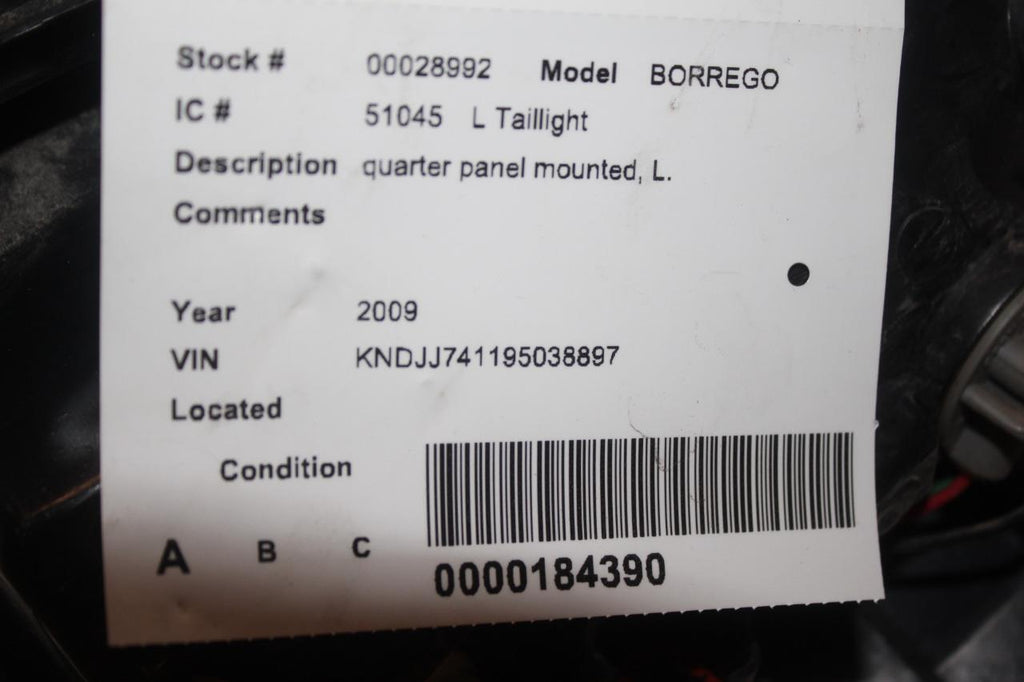 Stock # 00028992 Model BORREGO
IC # 51045 L Taillight
Description quarter panel mounted, L.
Comments
Year 2009
VIN KNDJJ741195038897
Located
Condition
A B C
0000184390